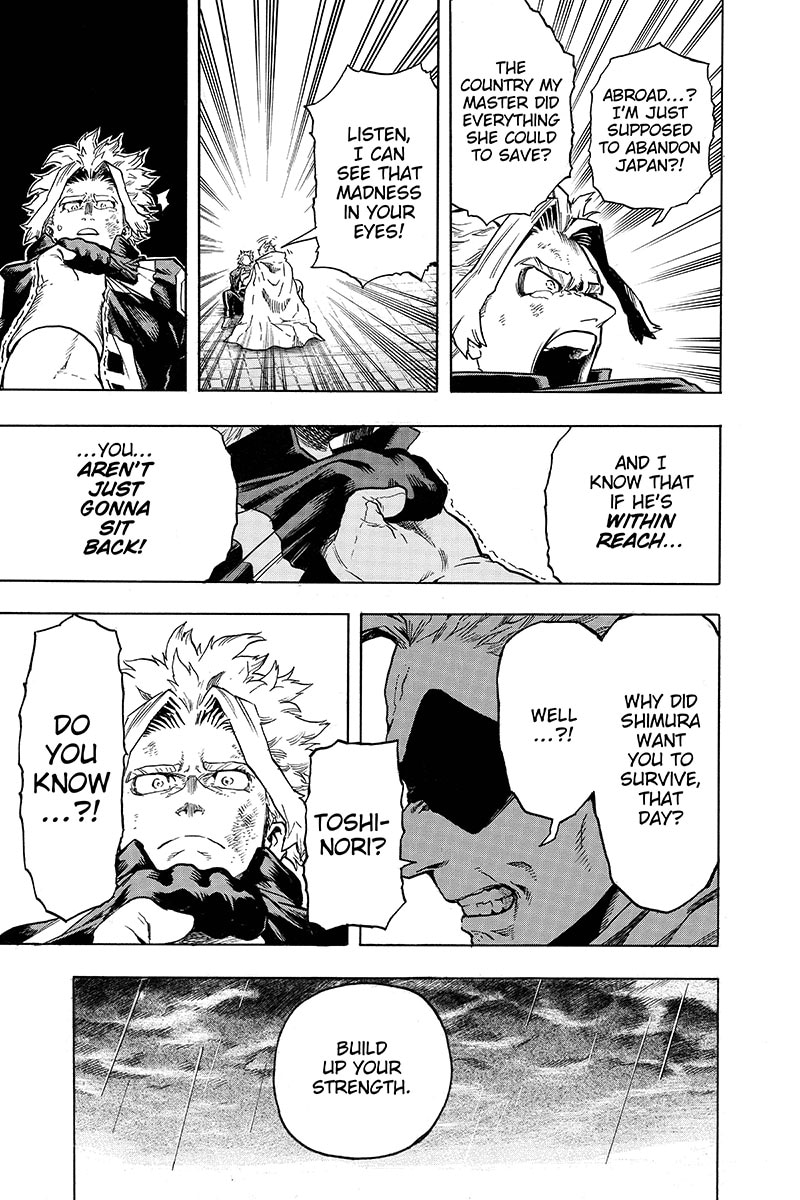 ABROAD...?
I'M JUST
SUPPOSED
TO ABANDON
JAPAN?!
THE
COUNTRY MY
MASTER DID
EVERYTHING
SHE COULD
TO SAVE?
LISTEN,
I CAN
SEE THAT
MADNESS
IN YOUR
EYES!
AND I
KNOW THAT
IF HE'S
WITHIN
REACH...
...YOU...
AREN'T
JUST
GONNA
SIT
BACK!
WHY DID
SHIMURA
WANT
YOU TO
SURVIVE,
THAT
DAY?
WELL
...?!
TOSHI-
NORI?
DO
YOU
KNOW
...?!
BUILD
UP YOUR
STRENGTH.